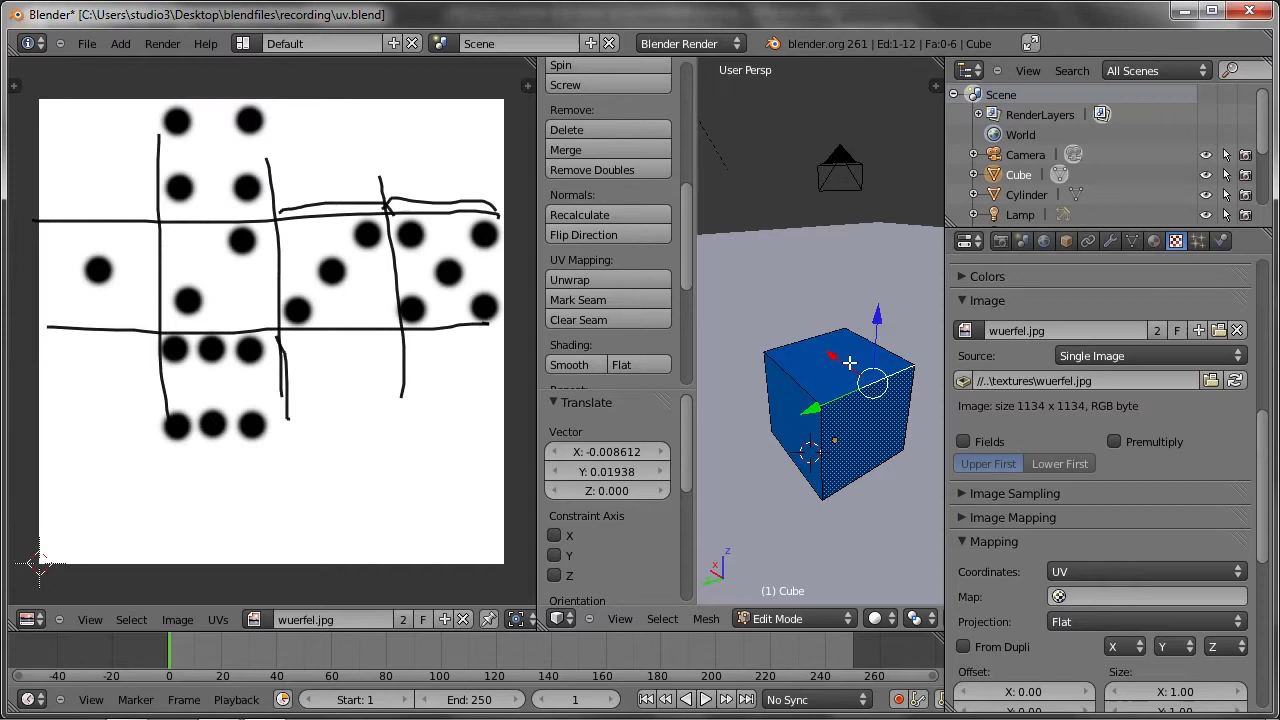 Blender* [C:\Users\studio3\Desktop\blendfiles\recording\uv.blend]
File Add Render Help Default Scene Blender Render blender.org 261 | Ed:1-12 | Fa:0-6 | Cube
Spin
Screw
Remove:
Delete
Merge
Remove Doubles
Normals:
Recalculate
Flip Direction
UV Mapping:
Unwrap
Mark Seam
Clear Seam
Shading:
Smooth Flat
Translate
Vector
X: -0.008612
Y: 0.01938
Z: 0.000
Constraint Axis
X
Y
Z
Orientation
User Persp
z
x
(1) Cube
View Search All Scenes
Scene
RenderLayers
World
Camera
Cube
Cylinder
Lamp
Colors
Image
wuerfel.jpg 2 F
Source: Single Image
//..\textures\wuerfel.jpg
Image: size 1134 x 1134, RGB byte
Fields Premultiply
Upper First Lower First
Image Sampling
Image Mapping
Mapping
Coordinates: UV
Map:
Projection: Flat
From Dupli X Y Z
Offset: Size:
X: 0.00 X: 1.00
Y: 0.00 Y: 1.00
View Select Image UVs wuerfel.jpg 2 F
View Select Mesh Edit Mode
-40 -20 0 20 40 60 80 100 120 140 160 180 200 220 240 260
View Marker Frame Playback Start: 1 End: 250 1 No Sync